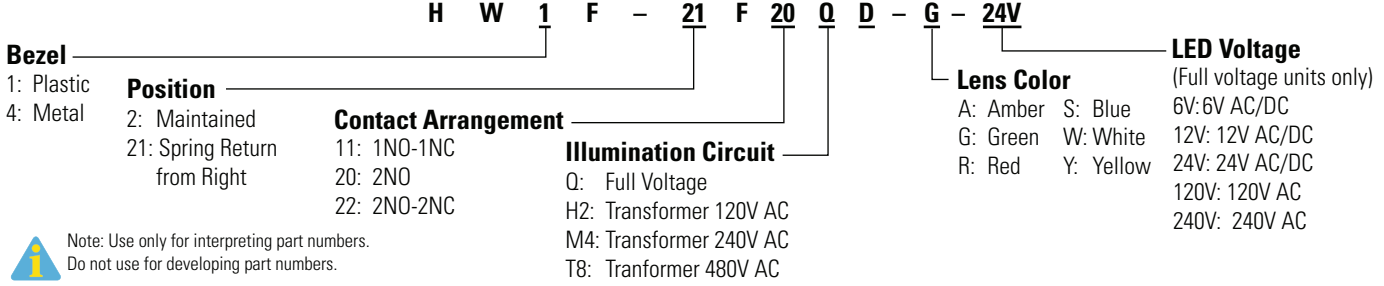 H W 1 F – 21 F 20 Q D – G – 24V
Bezel
1: Plastic
4: Metal
Position
2: Maintained
21: Spring Return
from Right
Contact Arrangement
11: 1NO-1NC
20: 2NO
22: 2NO-2NC
Illumination Circuit
Q: Full Voltage
H2: Transformer 120V AC
M4: Transformer 240V AC
T8: Tranformer 480V AC
Lens Color
A: Amber S: Blue
G: Green W: White
R: Red Y: Yellow
LED Voltage
(Full voltage units only)
6V: 6V AC/DC
12V: 12V AC/DC
24V: 24V AC/DC
120V: 120V AC
240V: 240V AC
i
Note: Use only for interpreting part numbers.
Do not use for developing part numbers.